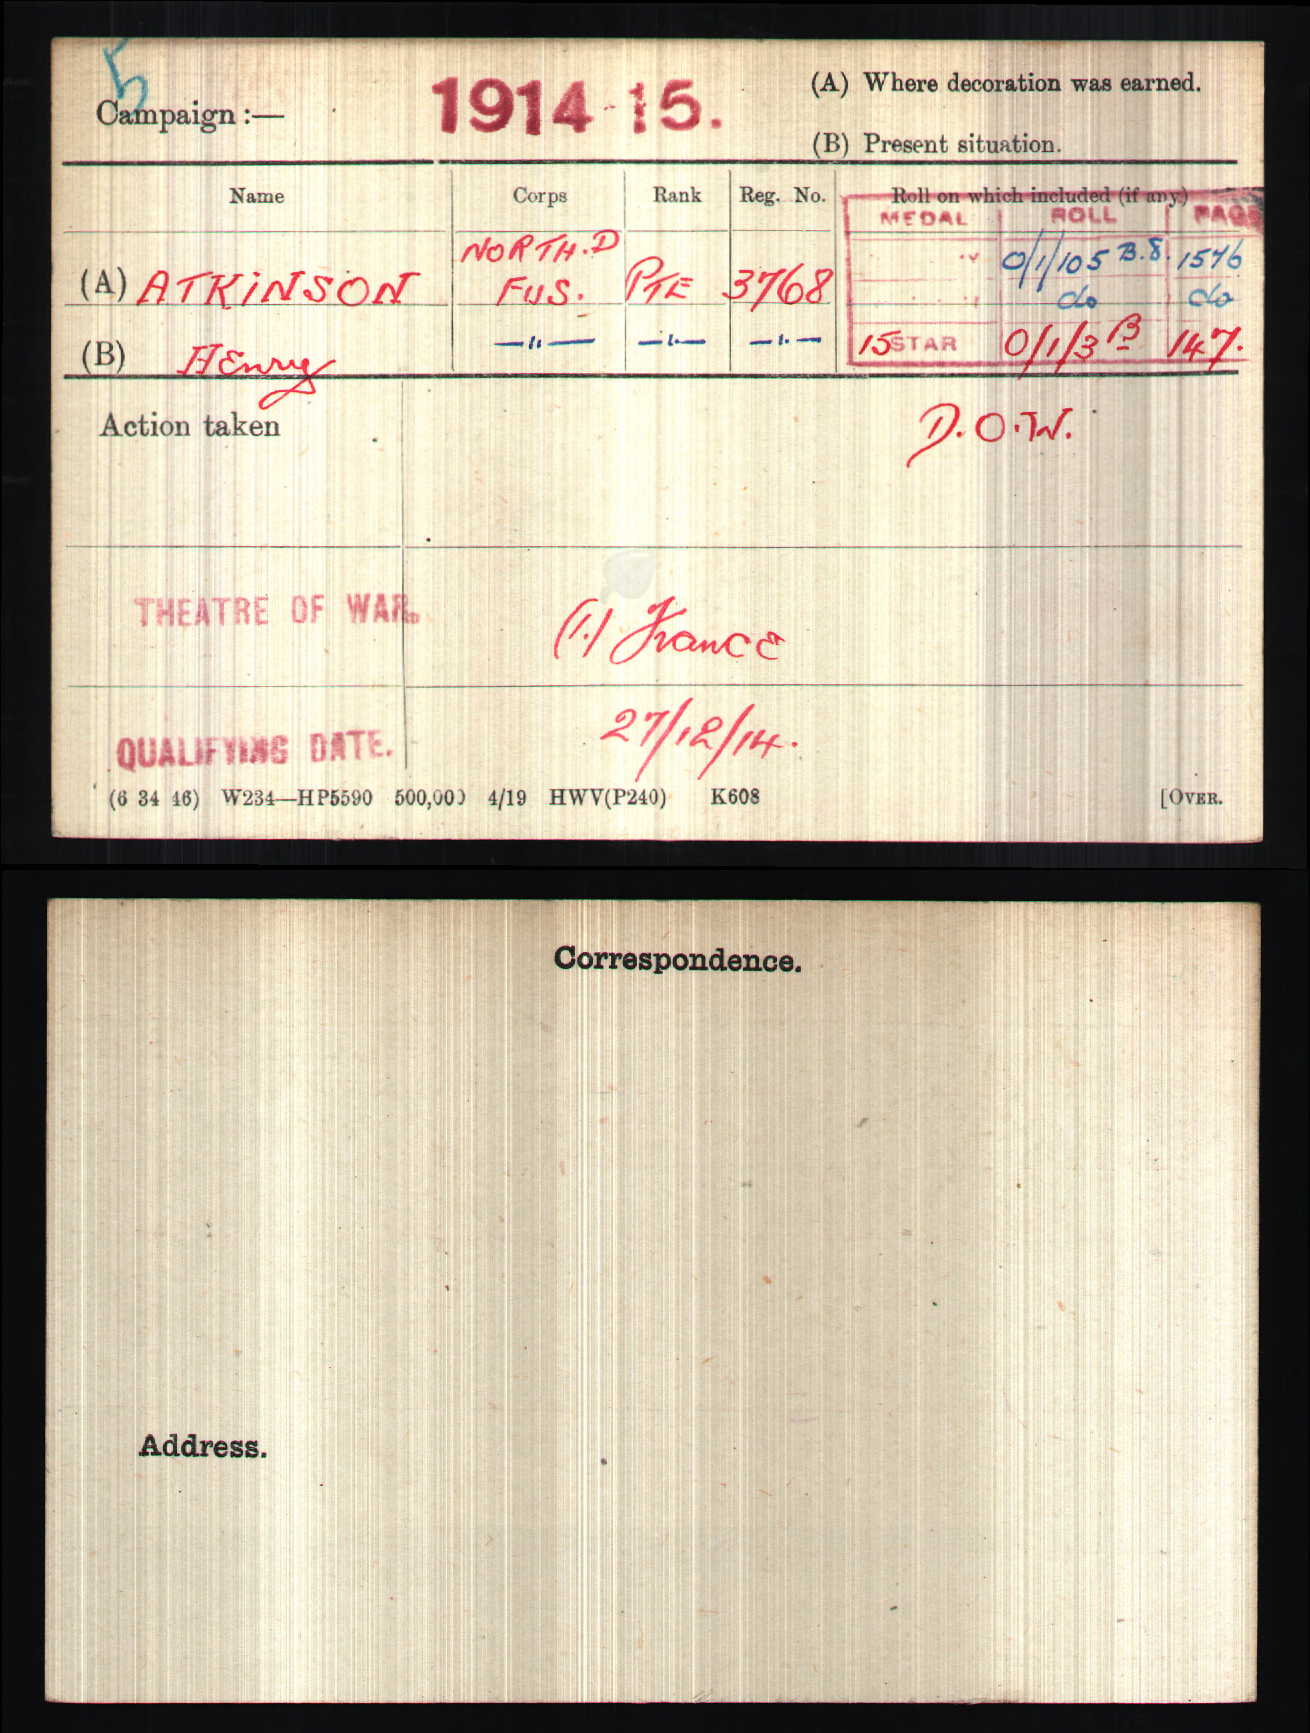 5
Campaign :—
1914-15.
(A) Where decoration was earned.
(B) Present situation.
Name Corps Rank Reg. No. Roll on which included (if any)
MEDAL ROLL PAGE
(A) ATKINSON NORTH.D FUS. PTE 3768 0/1/105 B.8. 1576
do do
(B) Henry —"— —"— —"— 15 STAR 0/1/3 B 147.
Action taken
D.O.W.
THEATRE OF WAR.
(1.) France
QUALIFYING DATE.
27/12/14.
(6 34 46) W234—HP5590 500,000 4/19 HWV(P240) K608 [OVER.
Correspondence.
Address.